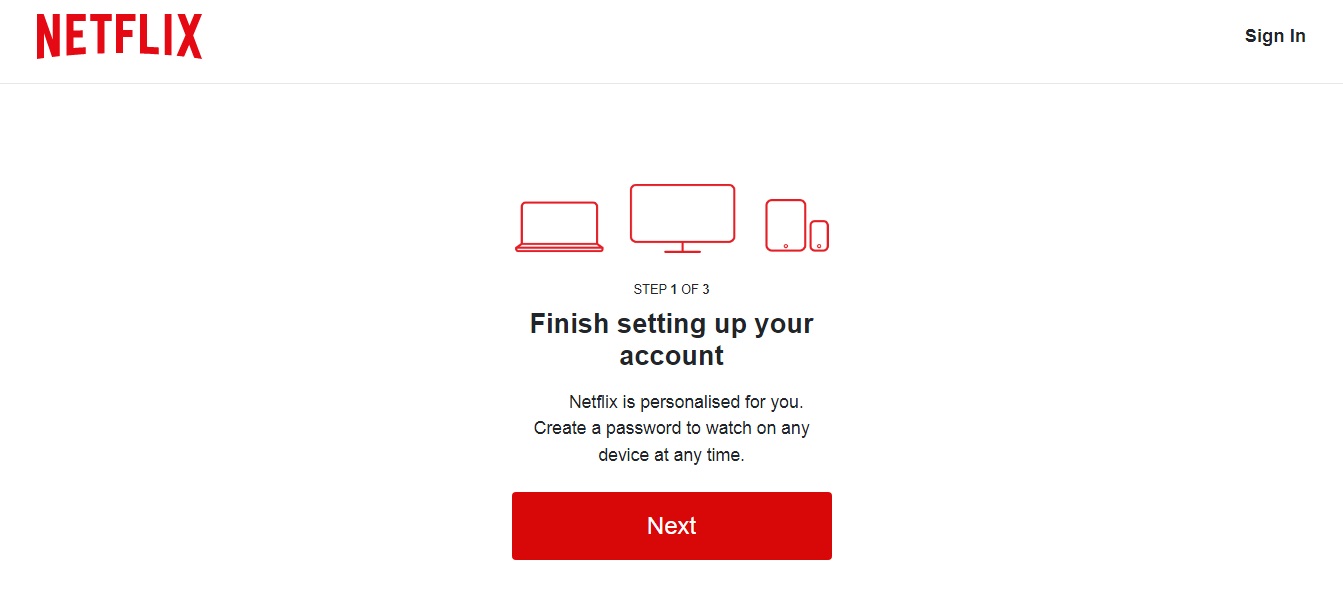 NETFLIX
Sign In
STEP 1 OF 3
Finish setting up your
account
Netflix is personalised for you.
Create a password to watch on any
device at any time.
Next